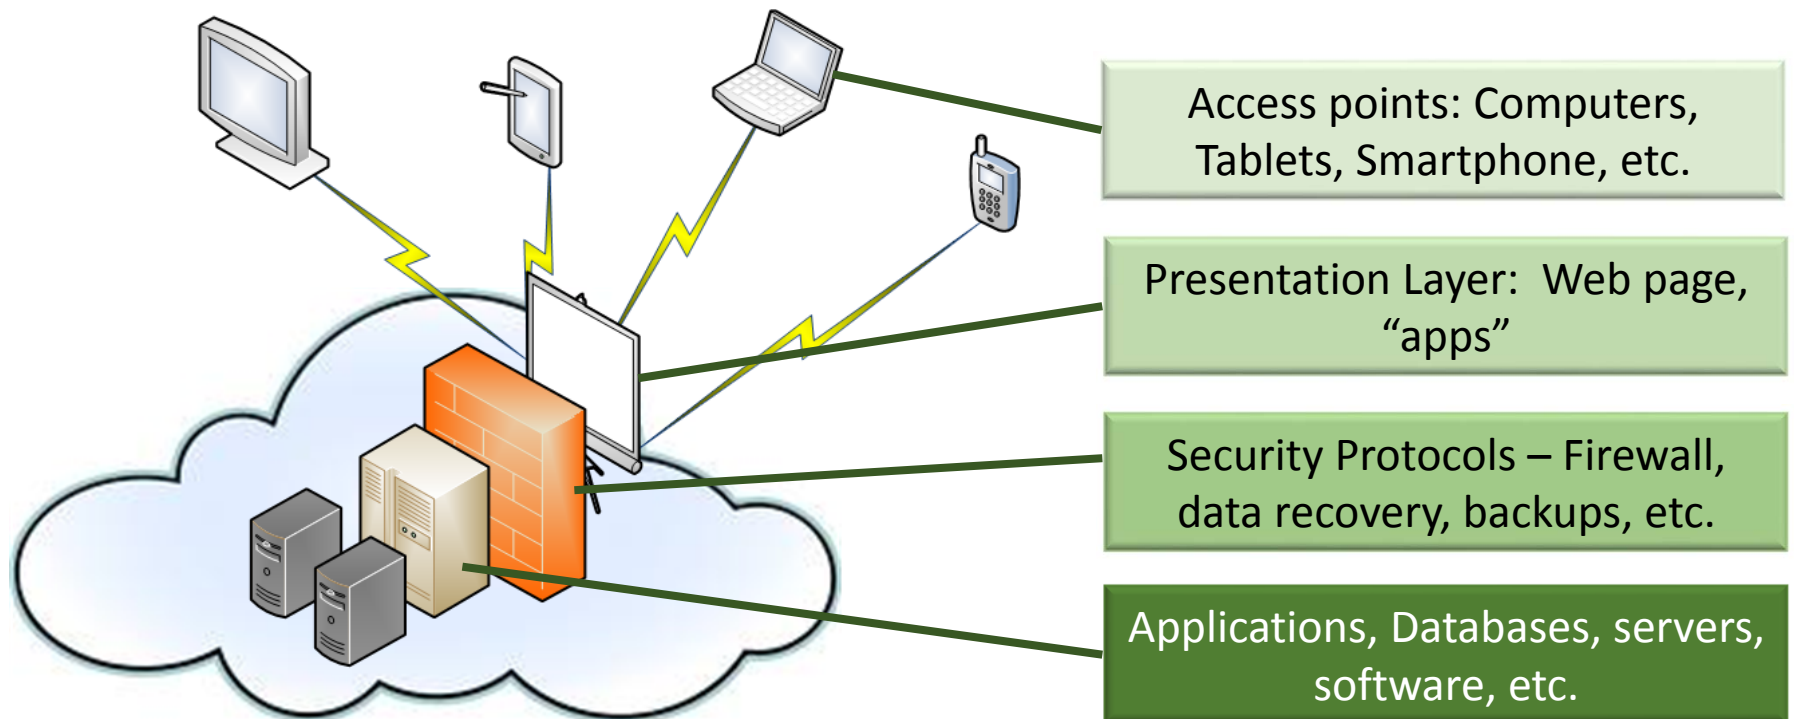 Access points: Computers,
Tablets, Smartphone, etc.
Presentation Layer:  Web page,
“apps”
Security Protocols – Firewall,
data recovery, backups, etc.
Applications, Databases, servers,
software, etc.